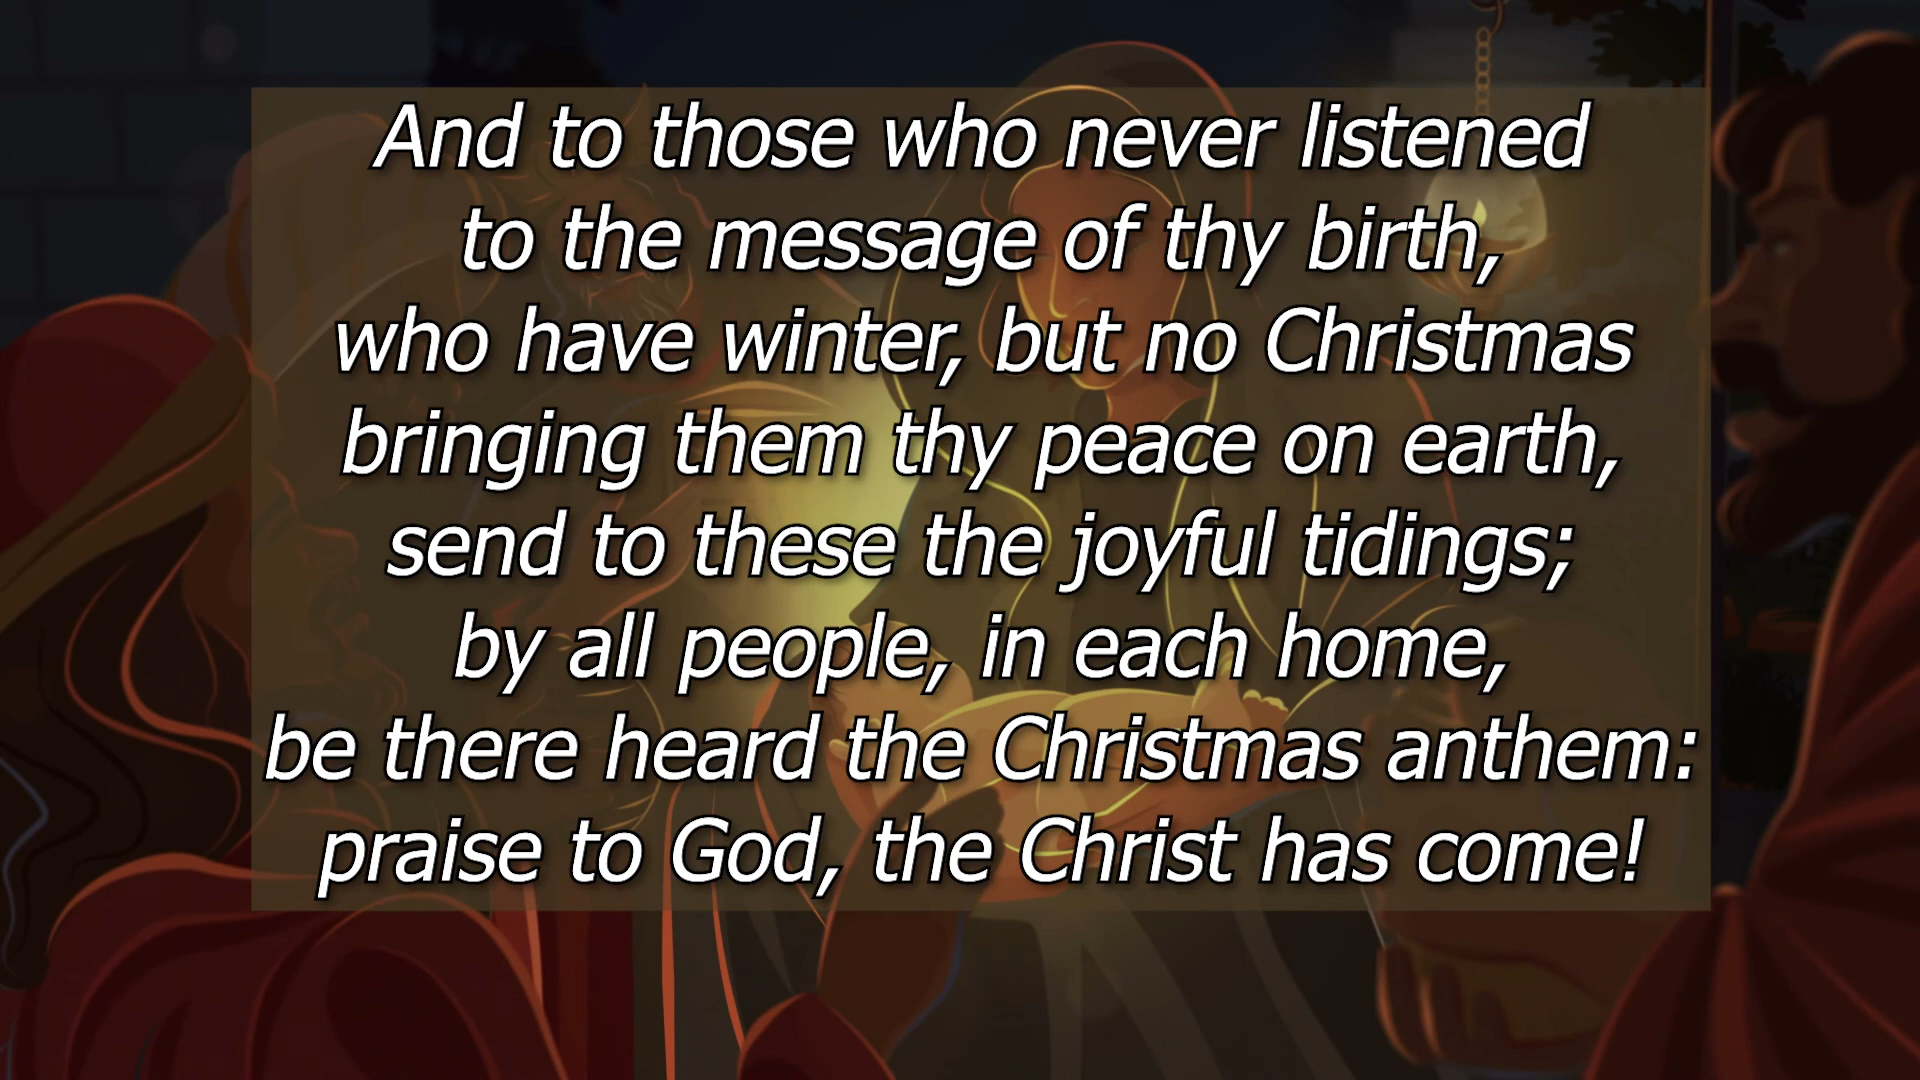 And to those who never listened
to the message of thy birth,
who have winter, but no Christmas
bringing them thy peace on earth,
send to these the joyful tidings;
by all people, in each home,
be there heard the Christmas anthem:
praise to God, the Christ has come!